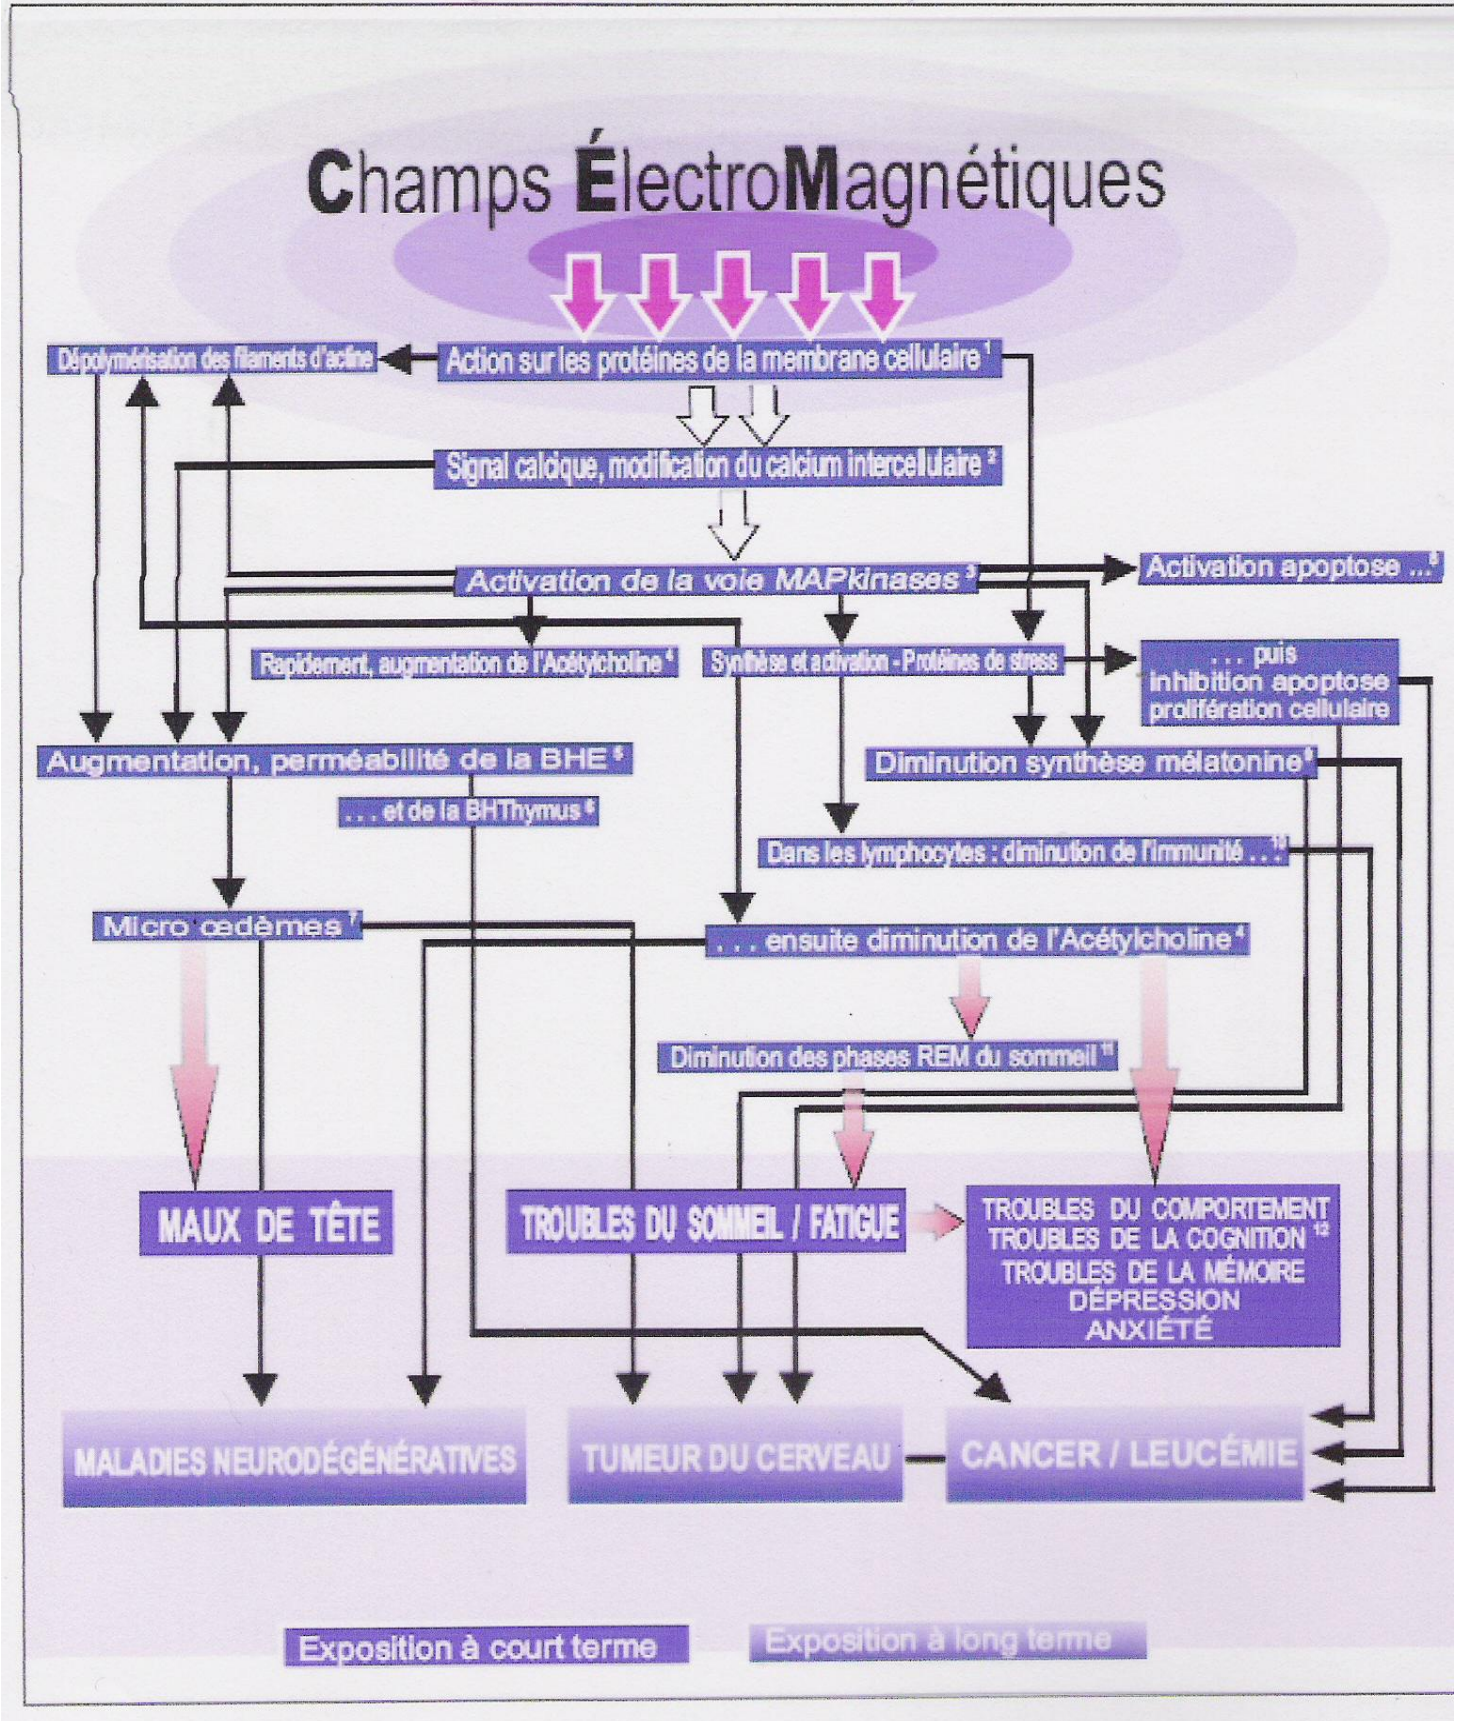 Champs ÉlectroMagnétiques
Dépolymérisation des filaments d'actine
Action sur les protéines de la membrane cellulaire 1
Signal calcique, modification du calcium intercellulaire 2
Activation de la voie MAPkinases 3
Activation apoptose ... 8
Rapidement, augmentation de l'Acétylcholine 4
Synthèse et activation - Protéines de stress
. . . puis
inhibition apoptose
prolifération cellulaire
Augmentation, perméabilité de la BHE 5
Diminution synthèse mélatonine 9
. . . et de la BHThymus 6
Dans les lymphocytes : diminution de l'immunité . . . 10
Micro œdèmes 7
. . . ensuite diminution de l'Acétylcholine 4
Diminution des phases REM du sommeil 11
MAUX DE TÊTE
TROUBLES DU SOMMEIL / FATIGUE
TROUBLES DU COMPORTEMENT
TROUBLES DE LA COGNITION 12
TROUBLES DE LA MÉMOIRE
DÉPRESSION
ANXIÉTÉ
MALADIES NEURODÉGÉNÉRATIVES
TUMEUR DU CERVEAU
CANCER / LEUCÉMIE
Exposition à court terme
Exposition à long terme